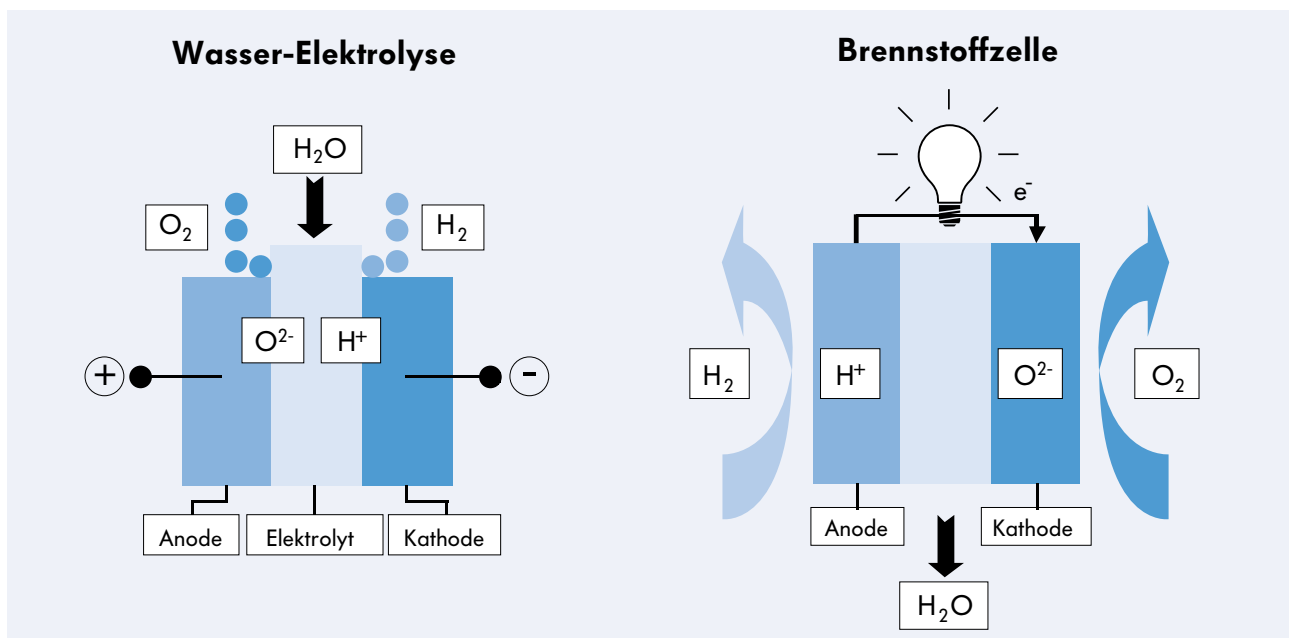 Wasser-Elektrolyse
H₂O
O₂
H₂
O²⁻
H⁺
+
-
Anode
Elektrolyt
Kathode
Brennstoffzelle
e⁻
H₂
H⁺
O²⁻
O₂
Anode
Kathode
H₂O